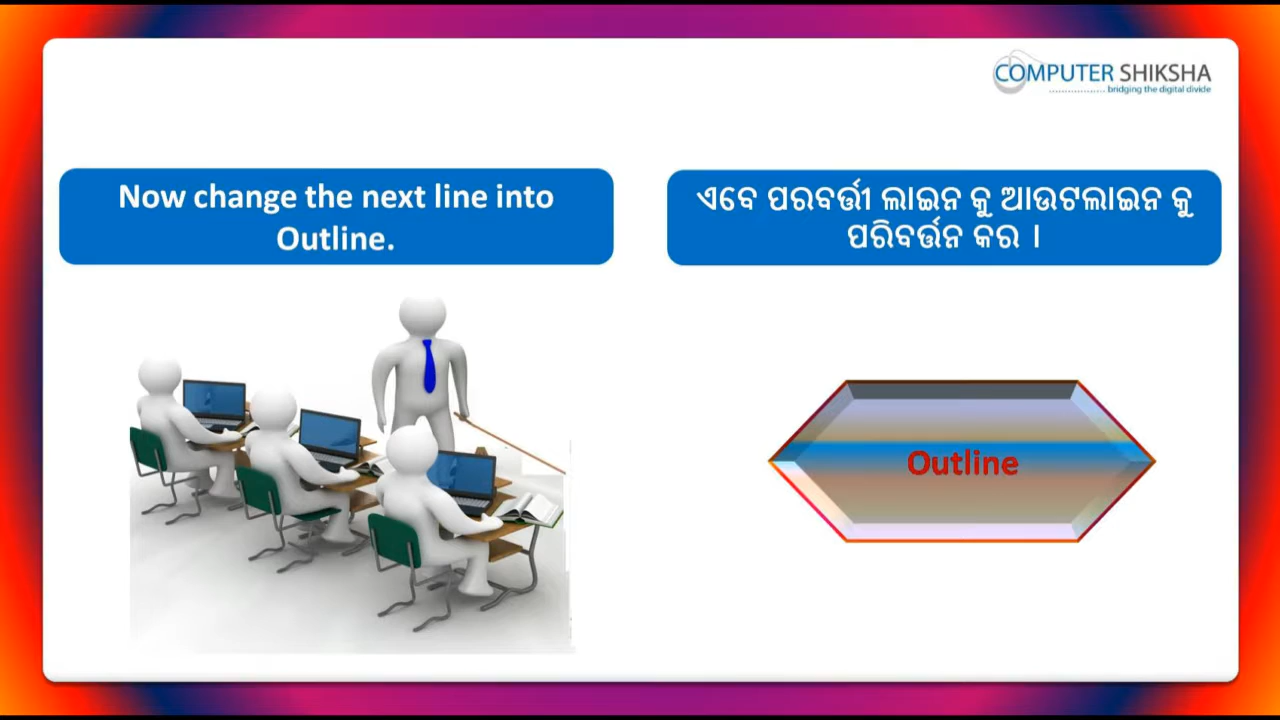 COMPUTER SHIKSHA
bridging the digital divide
Now change the next line into
Outline.
ଏବେ ପରବର୍ତ୍ତୀ ଲାଇନ କୁ ଆଉଟଲାଇନ କୁ
ପରିବର୍ତ୍ତନ କର ।
Outline